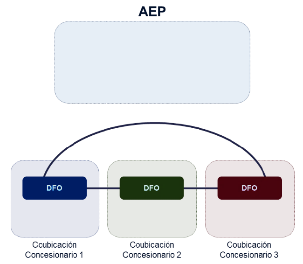 AEP
DFO
DFO
DFO
Coubicación
Concesionario 1
Coubicación
Concesionario 2
Coubicación
Concesionario 3